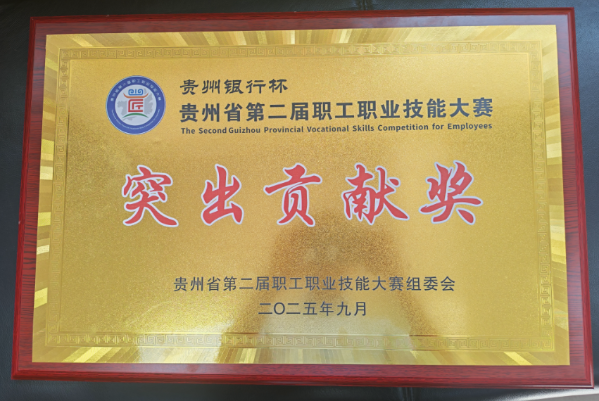 贵州银行杯
贵州省第二届职工职业技能大赛
The Second Guizhou Provincial Vocational Skills Competition for Employees
突出贡献奖
贵州省第二届职工职业技能大赛组委会
二〇二五年九月
匠